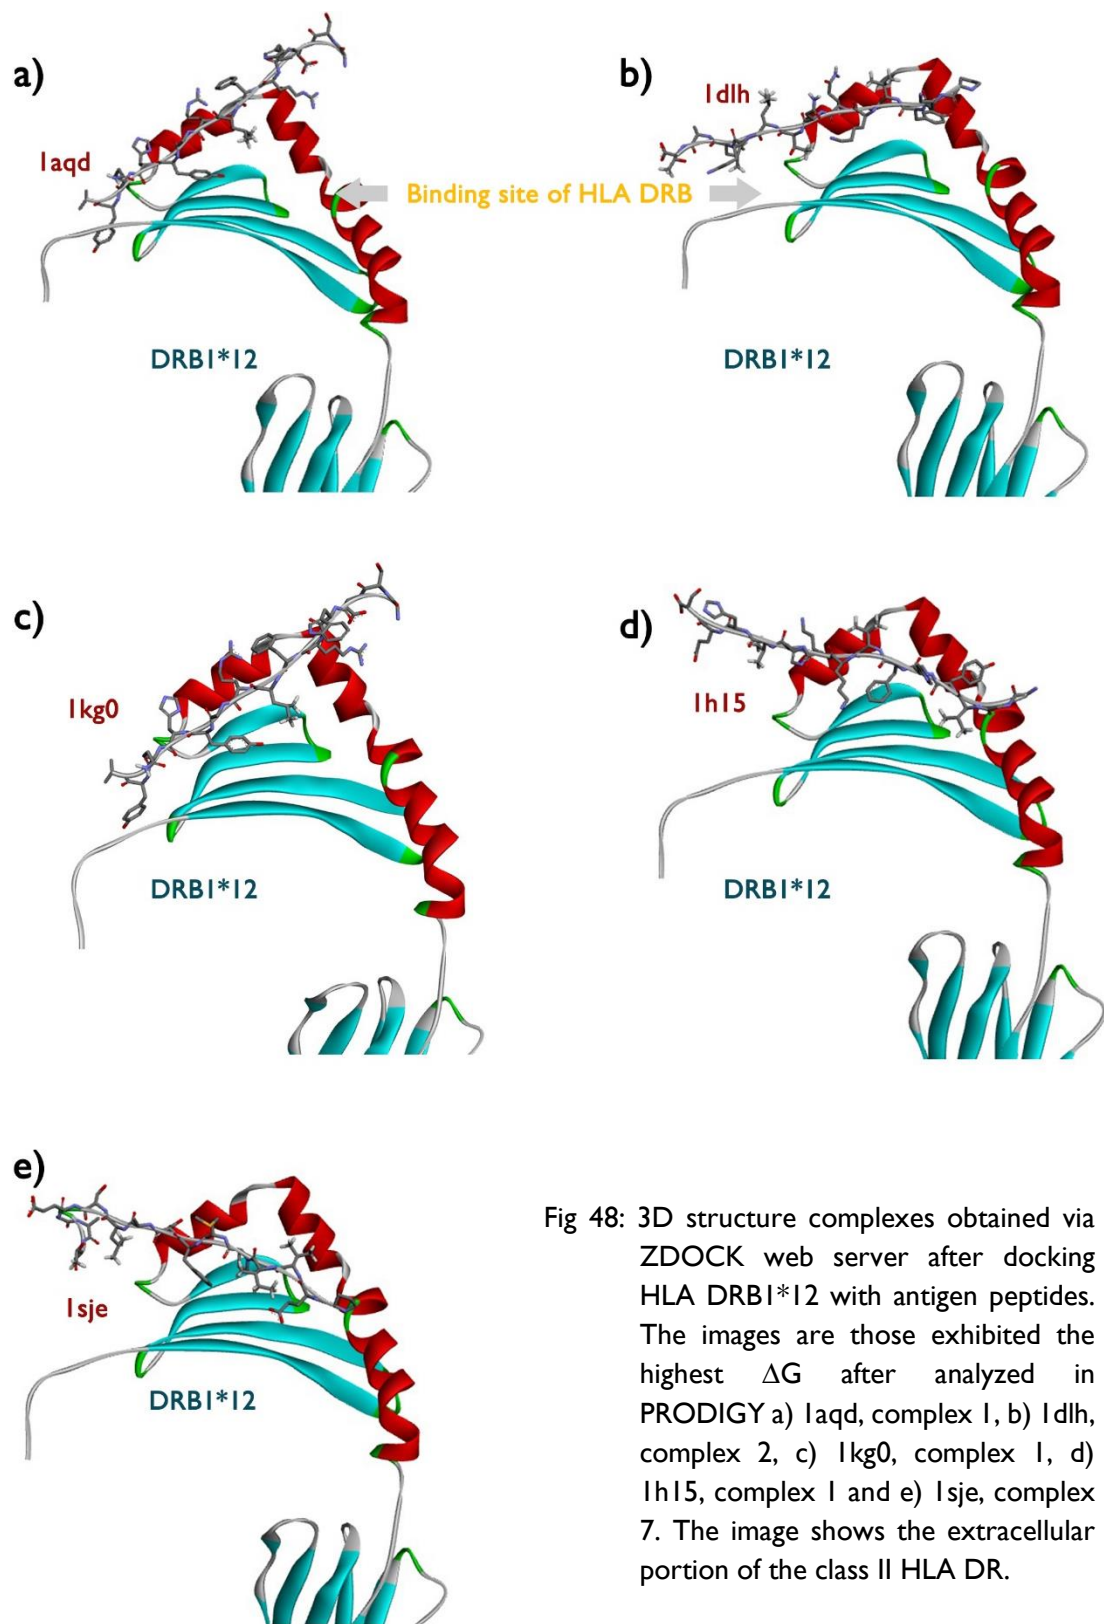 a)
b)
1dlh
1aqd
Binding site of HLA DRB
DRB1*12
DRB1*12
c)
d)
1kg0
1h15
DRB1*12
DRB1*12
e)
1sje
DRB1*12
Fig 48: 3D structure complexes obtained via
ZDOCK web server after docking
HLA DRB1*12 with antigen peptides.
The images are those exhibited the
highest ΔG after analyzed in
PRODIGY a) 1aqd, complex 1, b) 1dlh,
complex 2, c) 1kg0, complex 1, d)
1h15, complex 1 and e) 1sje, complex
7. The image shows the extracellular
portion of the class II HLA DR.